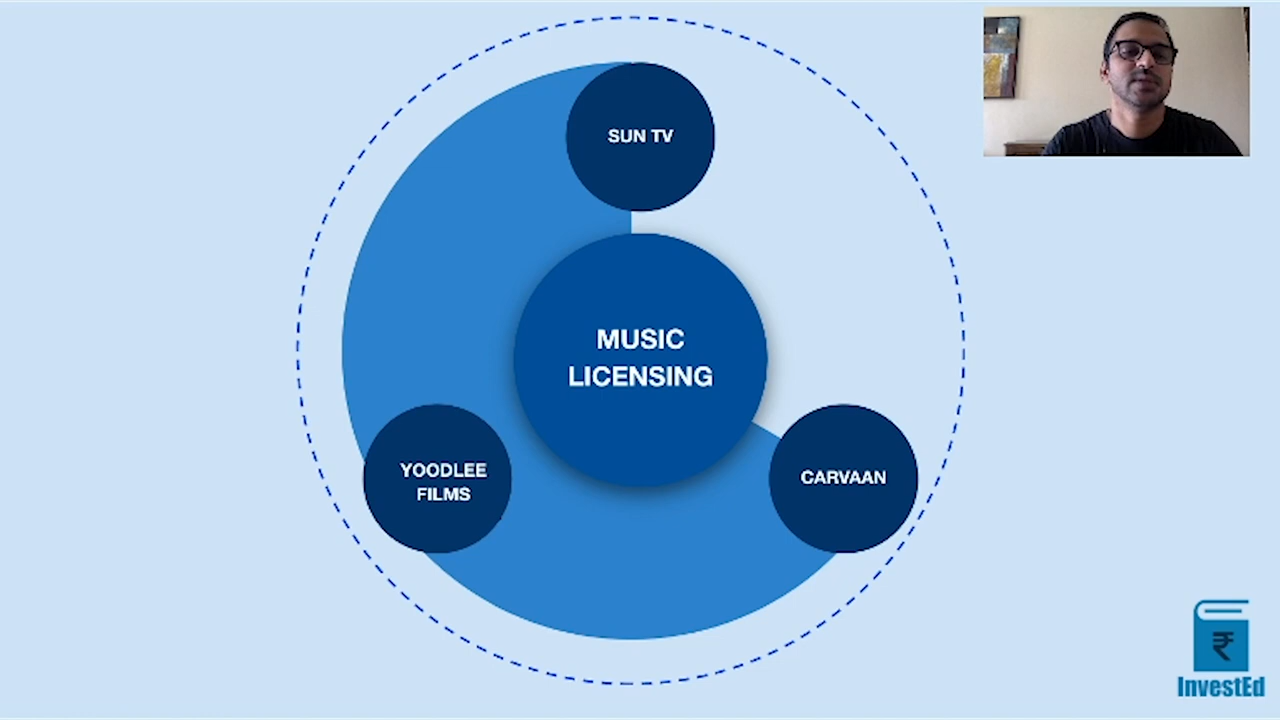 SUN TV
MUSIC
LICENSING
YOODLEE
FILMS
CARVAAN
₹
InvestEd